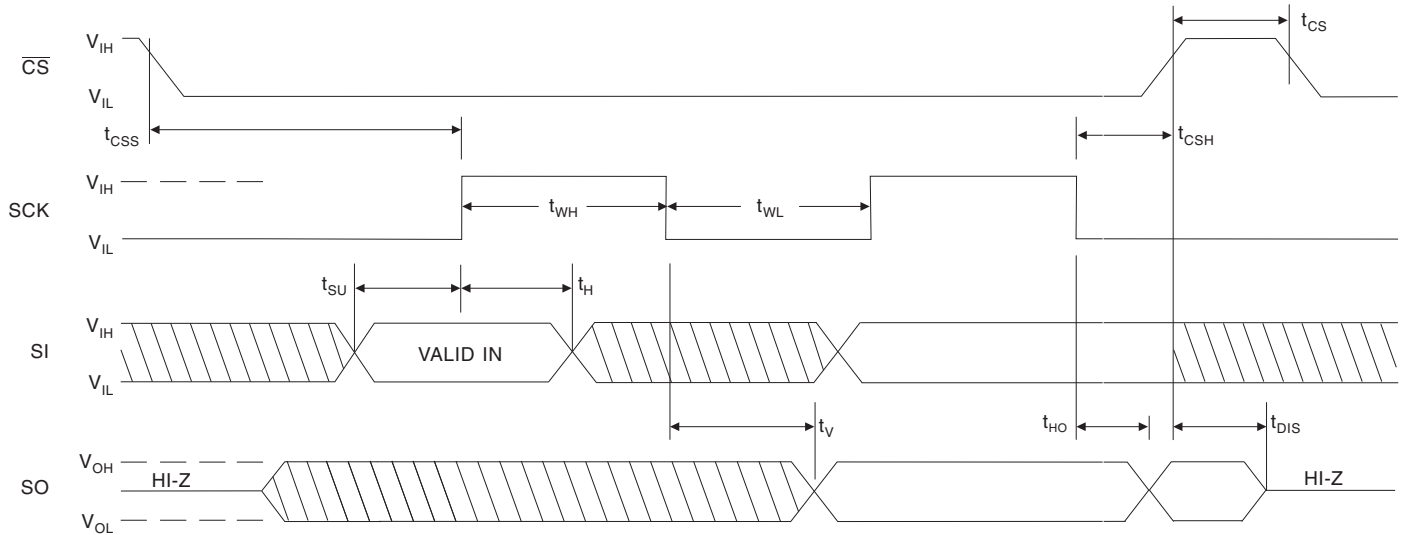 t_CS
V_IH
C̅S̅
V_IL
t_CSS
t_CSH
V_IH
SCK
t_WH
t_WL
V_IL
t_SU
t_H
V_IH
SI
VALID IN
V_IL
t_V
t_HO
t_DIS
V_OH
SO
HI-Z
HI-Z
V_OL